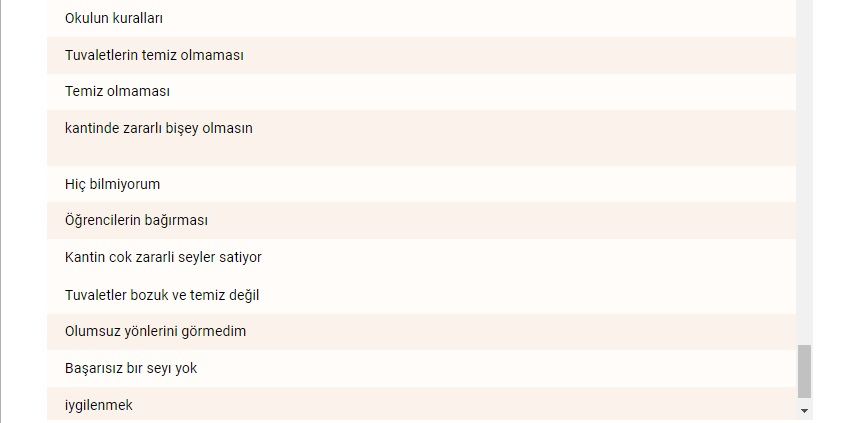 Okulun kuralları
Tuvaletlerin temiz olmaması
Temiz olmaması
kantinde zararlı bişey olmasın
Hiç bilmiyorum
Öğrencilerin bağırması
Kantin cok zararli seyler satiyor
Tuvaletler bozuk ve temiz değil
Olumsuz yönlerini görmedim
Başarısız bır seyı yok
iygilenmek